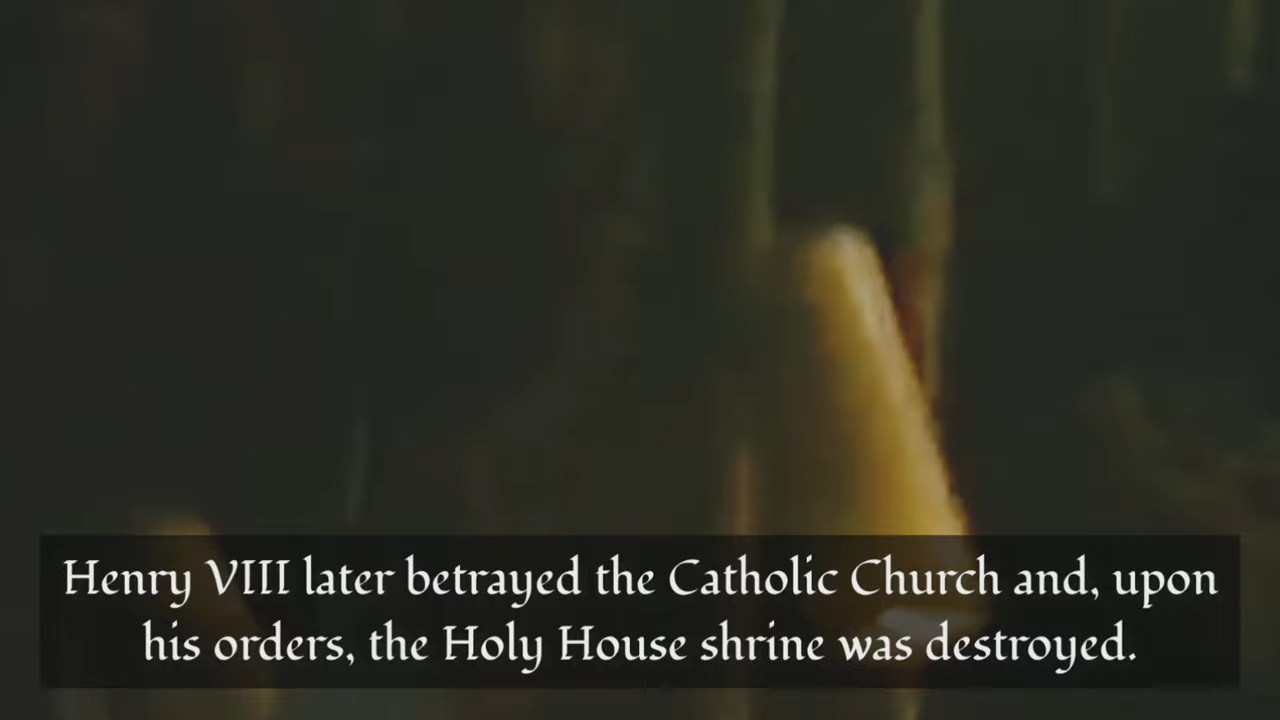 Henry VIII later betrayed the Catholic Church and, upon
his orders, the Holy House shrine was destroyed.